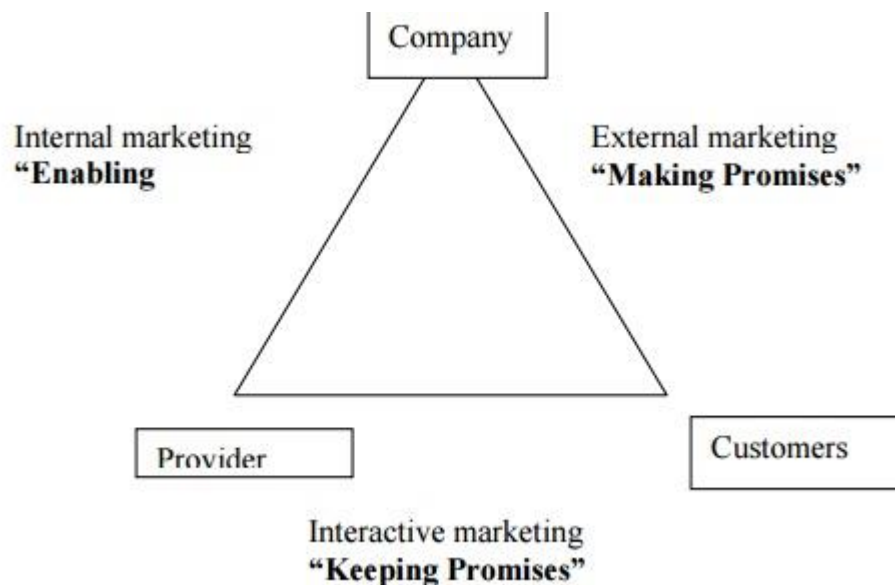 Company
Internal marketing
“Enabling
External marketing
“Making Promises”
Provider
Customers
Interactive marketing
“Keeping Promises”